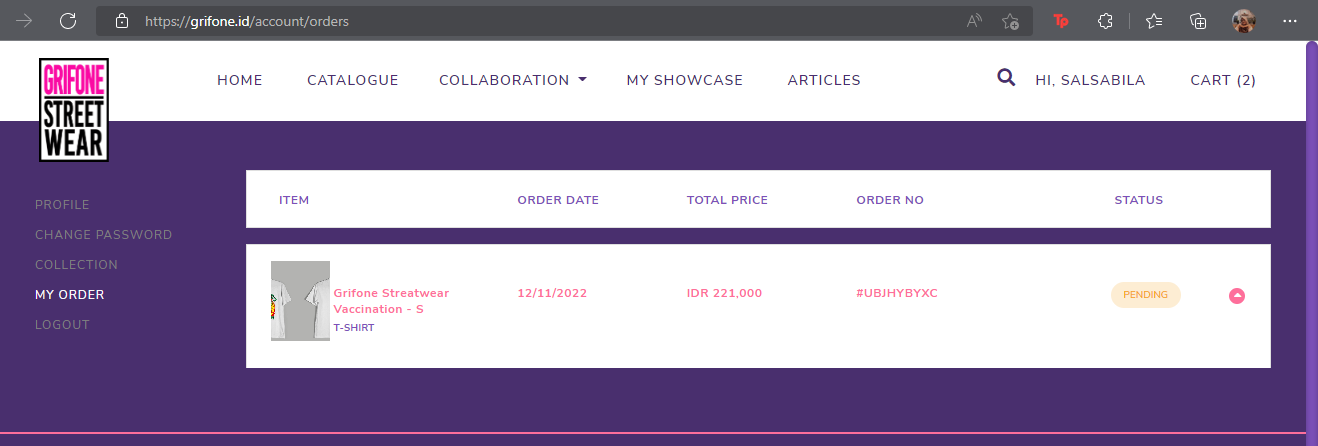 https://grifone.id/account/orders
GRIFONE
STREET
WEAR
HOME CATALOGUE COLLABORATION MY SHOWCASE ARTICLES HI, SALSABILA CART (2)
PROFILE
CHANGE PASSWORD
COLLECTION
MY ORDER
LOGOUT
ITEM ORDER DATE TOTAL PRICE ORDER NO STATUS
Grifone Streatwear 12/11/2022 IDR 221,000 #UBJHYBYXC PENDING
Vaccination - S
T-SHIRT